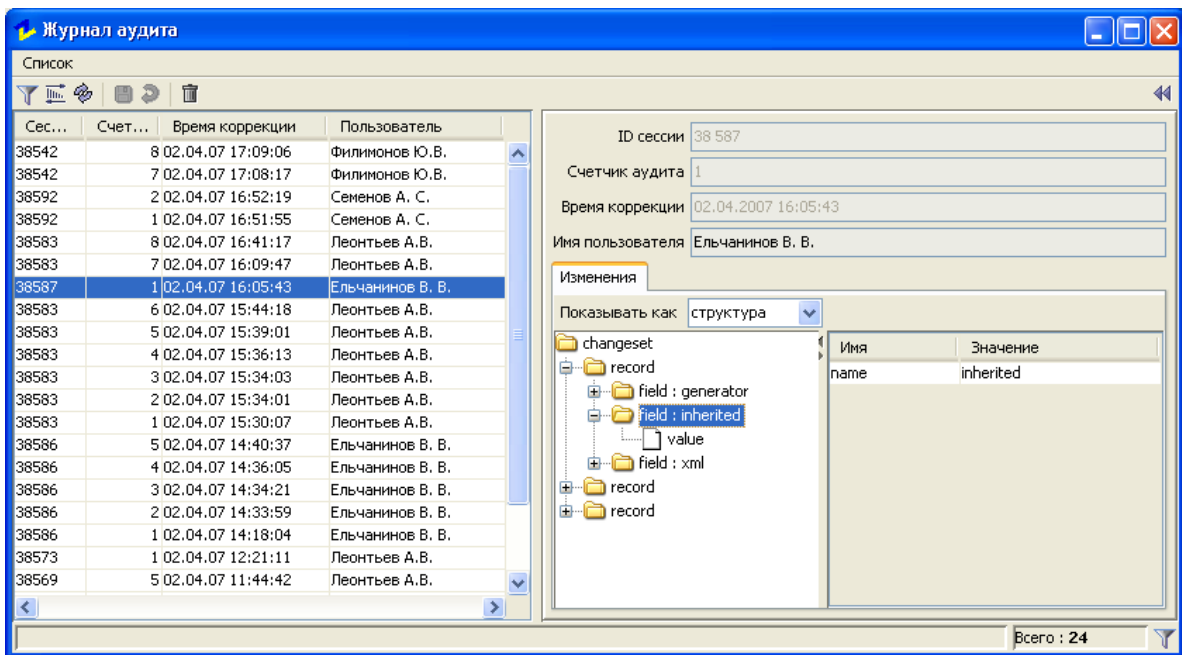 Журнал аудита
Список
Сес... Счет... Время коррекции Пользователь
38542 8 02.04.07 17:09:06 Филимонов Ю.В.
38542 7 02.04.07 17:08:17 Филимонов Ю.В.
38592 2 02.04.07 16:52:19 Семенов А. С.
38592 1 02.04.07 16:51:55 Семенов А. С.
38583 8 02.04.07 16:41:17 Леонтьев А.В.
38583 7 02.04.07 16:09:47 Леонтьев А.В.
38587 1 02.04.07 16:05:43 Ельчанинов В. В.
38583 6 02.04.07 15:44:18 Леонтьев А.В.
38583 5 02.04.07 15:39:01 Леонтьев А.В.
38583 4 02.04.07 15:36:13 Леонтьев А.В.
38583 3 02.04.07 15:34:03 Леонтьев А.В.
38583 2 02.04.07 15:34:01 Леонтьев А.В.
38583 1 02.04.07 15:30:07 Леонтьев А.В.
38586 5 02.04.07 14:40:37 Ельчанинов В. В.
38586 4 02.04.07 14:36:05 Ельчанинов В. В.
38586 3 02.04.07 14:34:21 Ельчанинов В. В.
38586 2 02.04.07 14:33:59 Ельчанинов В. В.
38586 1 02.04.07 14:18:04 Ельчанинов В. В.
38573 1 02.04.07 12:21:11 Леонтьев А.В.
38569 5 02.04.07 11:44:42 Леонтьев А.В.
ID сессии 38 587
Счетчик аудита 1
Время коррекции 02.04.2007 16:05:43
Имя пользователя Ельчанинов В. В.
Изменения
Показывать как структура
changeset
record
field : generator
field : inherited
value
field : xml
record
record
Имя Значение
name inherited
Всего : 24